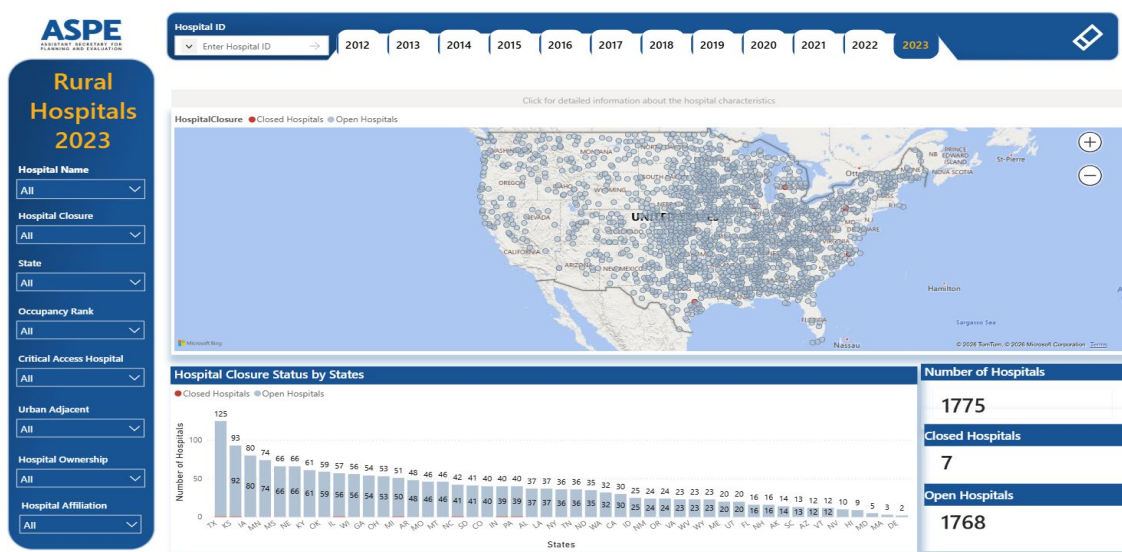 ASPE
ASSISTANT SECRETARY FOR
PLANNING AND EVALUATION
Hospital ID
Enter Hospital ID
2012 2013 2014 2015 2016 2017 2018 2019 2020 2021 2022 2023
Rural
Hospitals
2023
Hospital Name
All
Hospital Closure
All
State
All
Occupancy Rank
All
Critical Access Hospital
All
Urban Adjacent
All
Hospital Ownership
All
Hospital Affiliation
All
Click for detailed information about the hospital characteristics
HospitalClosure Closed Hospitals Open Hospitals
MONTANA
OREGON
NEVADA
CALIFORNIA
NEW MEXICO
NB
PRINCE
EDWARD
ISLAND
NOVA SCOTIA
St-Pierre
Hamilton
Sargasso Sea
Nassau
Microsoft Bing
© 2026 TomTom, © 2026 Microsoft Corporation Terms
Hospital Closure Status by States
Closed Hospitals Open Hospitals
Number of Hospitals
100
50
0
125 93 80 74 66 66 61 59 57 56 54 53 51 48 46 46 42 41 40 40 40 37 37 36 36 35 32 30 25 24 24 23 23 23 20 20 16 16 14 13 12 12 10 9 5 3 2
92 80 74 66 66 61 59 56 56 54 53 50 48 46 46 41 41 40 39 39 37 37 36 36 35 32 30 25 24 24 23 23 23 20 20 16 16 14 13 12 12
TX KS IA MN MS NE KY OK IL WI GA OH MI AR MO MT NC SD CO IN PA AL LA NY TN ND WA CA ID NM OR VA WV WY ME UT FL NH AK SC AZ VT NV HI MD MA DE
States
Number of Hospitals
1775
Closed Hospitals
7
Open Hospitals
1768